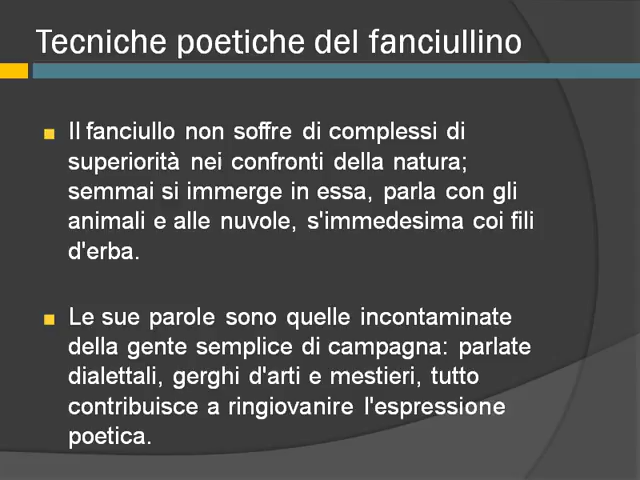 Tecniche poetiche del fanciullino
Il fanciullo non soffre di complessi di
superiorità nei confronti della natura;
semmai si immerge in essa, parla con gli
animali e alle nuvole, s'immedesima coi fili
d'erba.
Le sue parole sono quelle incontaminate
della gente semplice di campagna: parlate
dialettali, gerghi d'arti e mestieri, tutto
contribuisce a ringiovanire l'espressione
poetica.